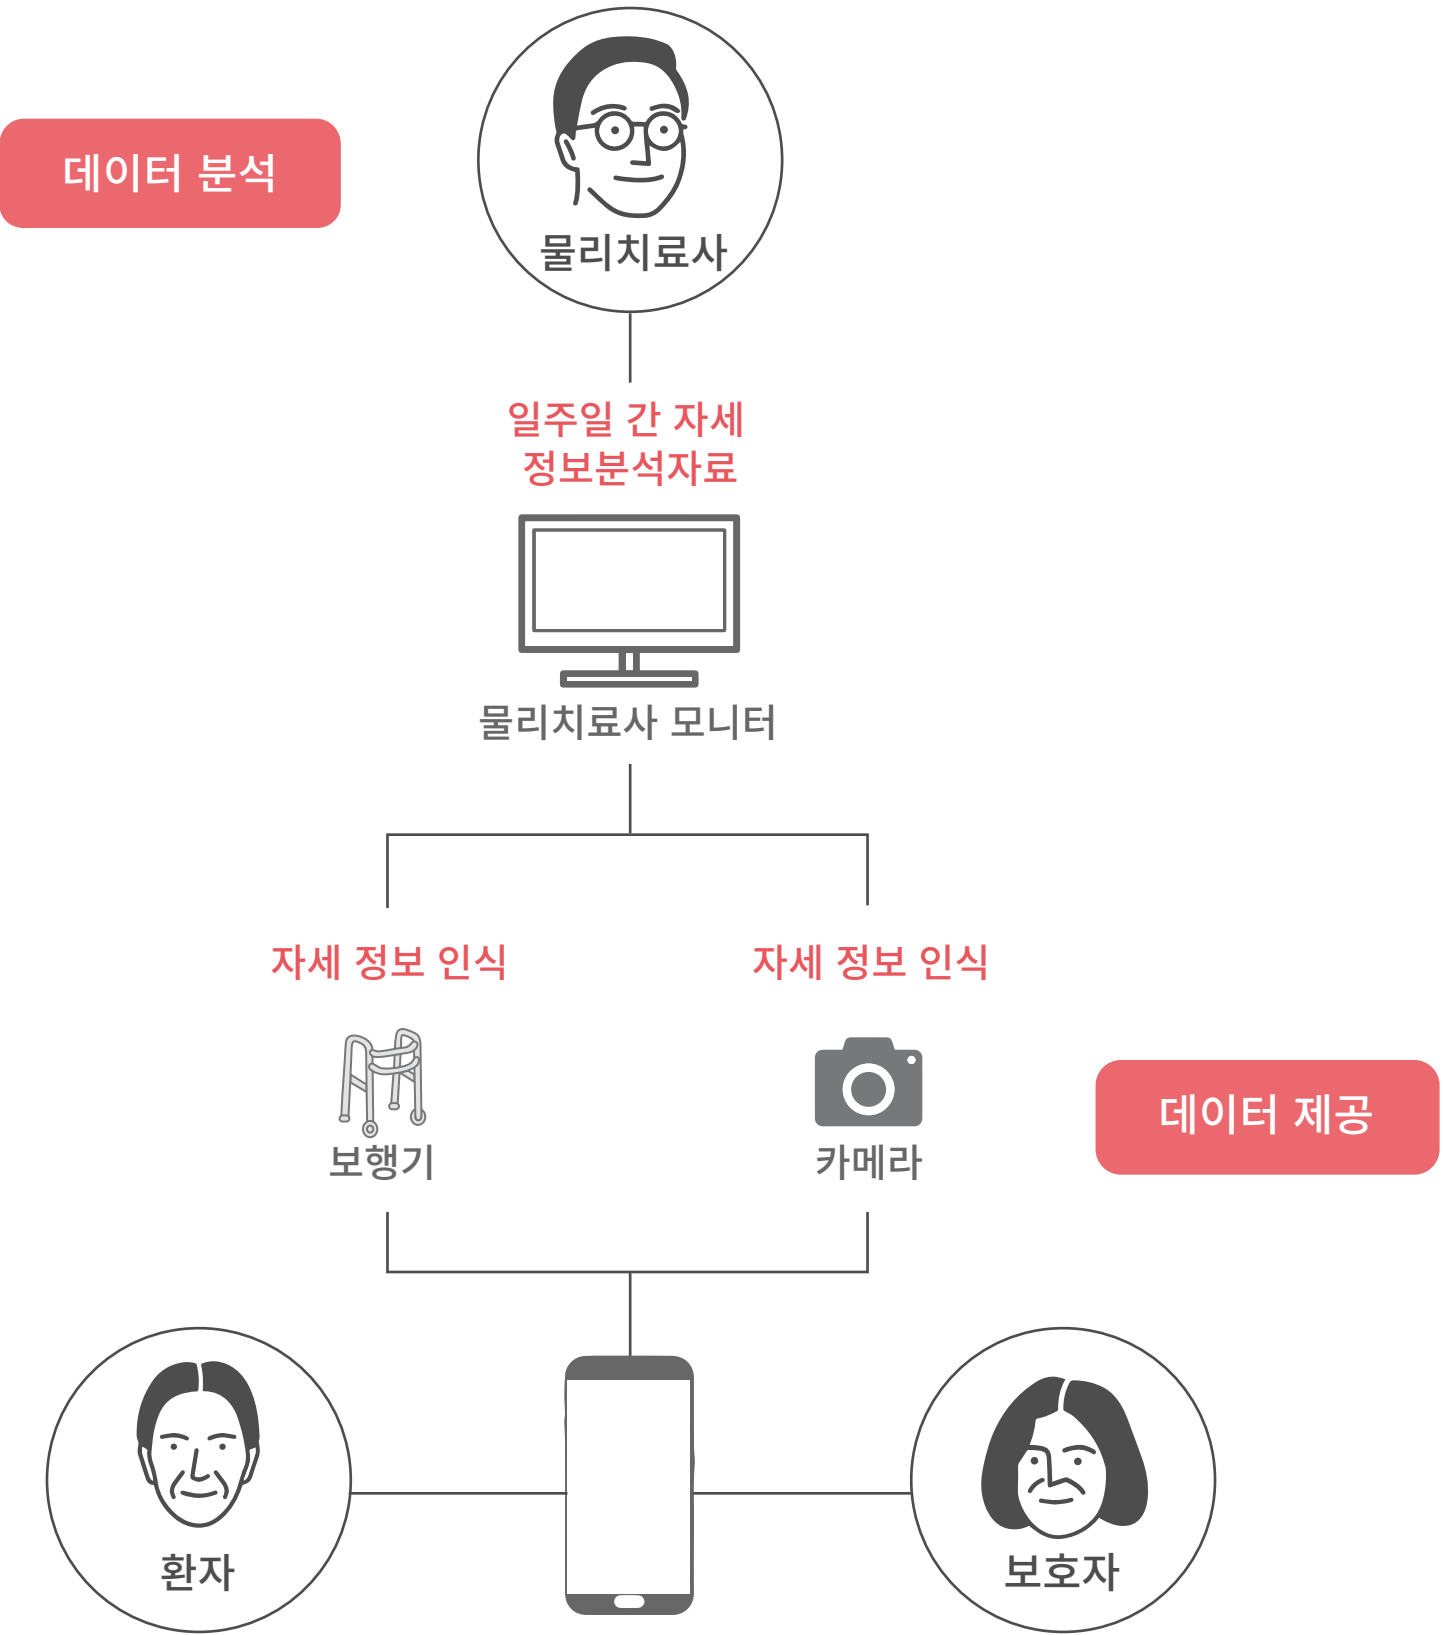 데이터 분석
물리치료사
일주일 간 자세
정보분석자료
물리치료사 모니터
자세 정보 인식
자세 정보 인식
보행기
카메라
데이터 제공
환자
보호자